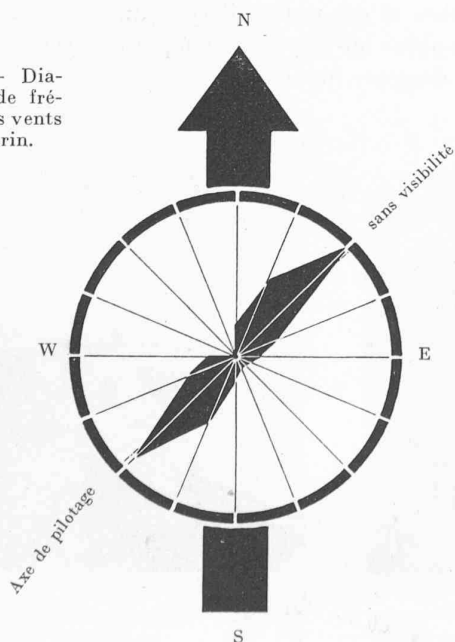 N
- Dia-
de fré-
s vents
rin.
sans visibilité
W
E
Axe de pilotage
S